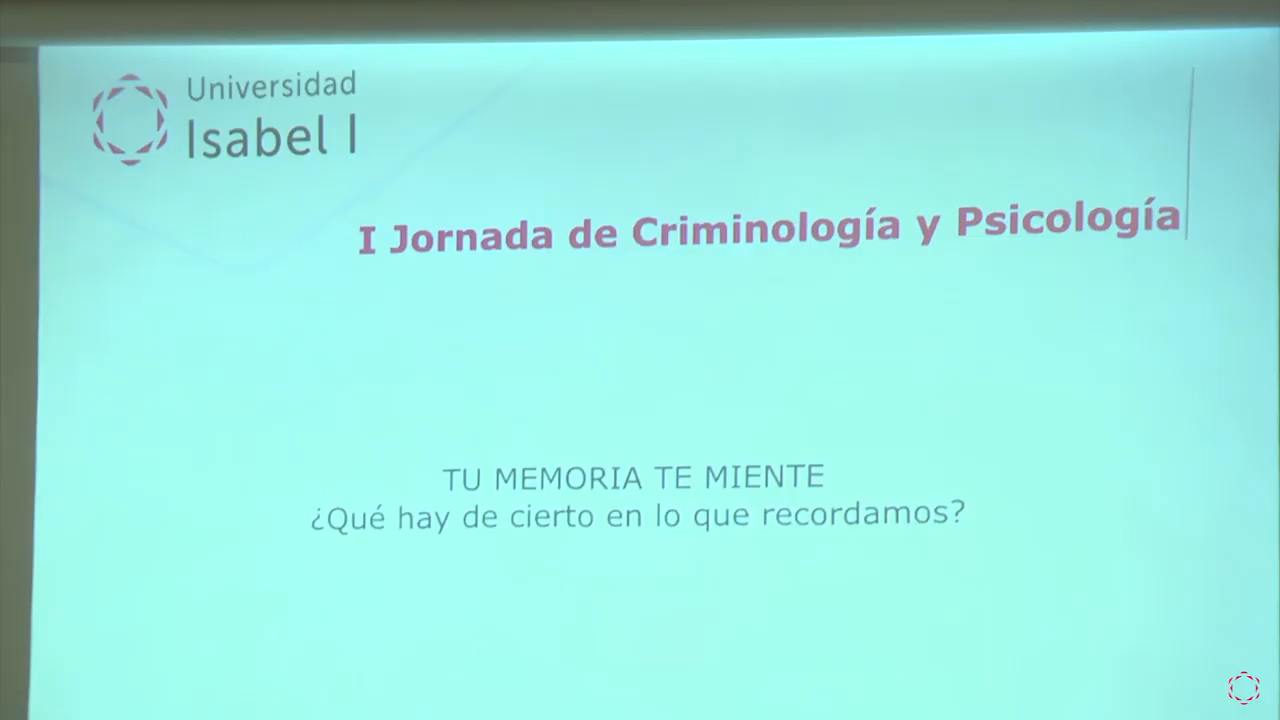 Universidad
Isabel I
I Jornada de Criminología y Psicología
TU MEMORIA TE MIENTE
¿Qué hay de cierto en lo que recordamos?